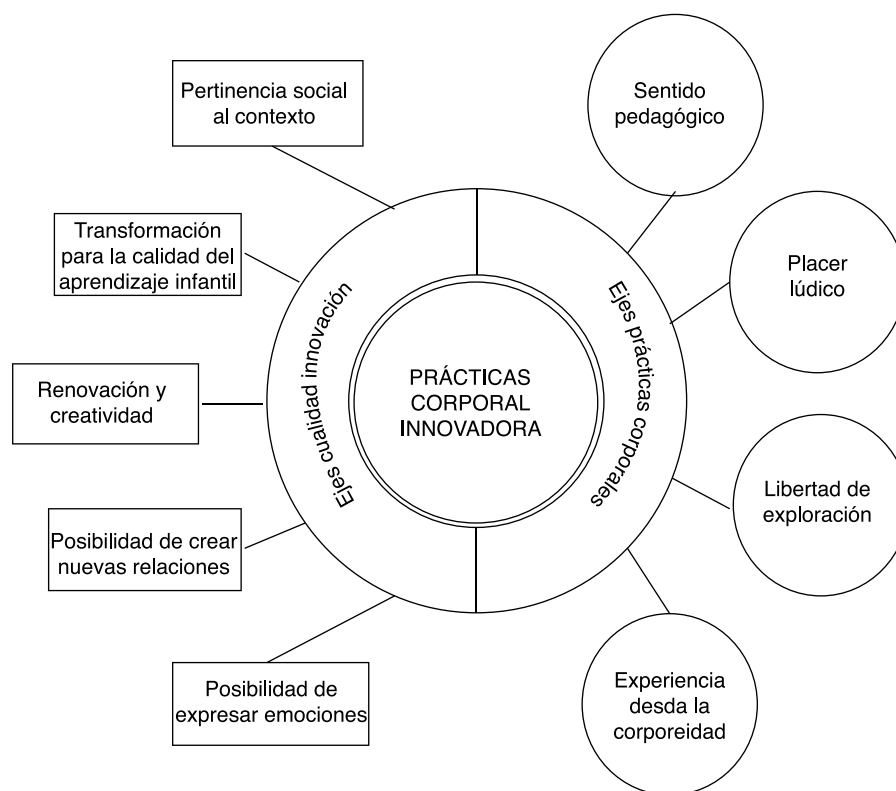 Pertinencia social
al contexto
Transformación
para la calidad del
aprendizaje infantil
Renovación y
creatividad
Posibilidad de crear
nuevas relaciones
Posibilidad de
expresar emociones
Ejes cualidad innovación
PRÁCTICAS
CORPORAL
INNOVADORA
Ejes prácticas corporales
Sentido
pedagógico
Placer
lúdico
Libertad de
exploración
Experiencia
desda la
corporeidad